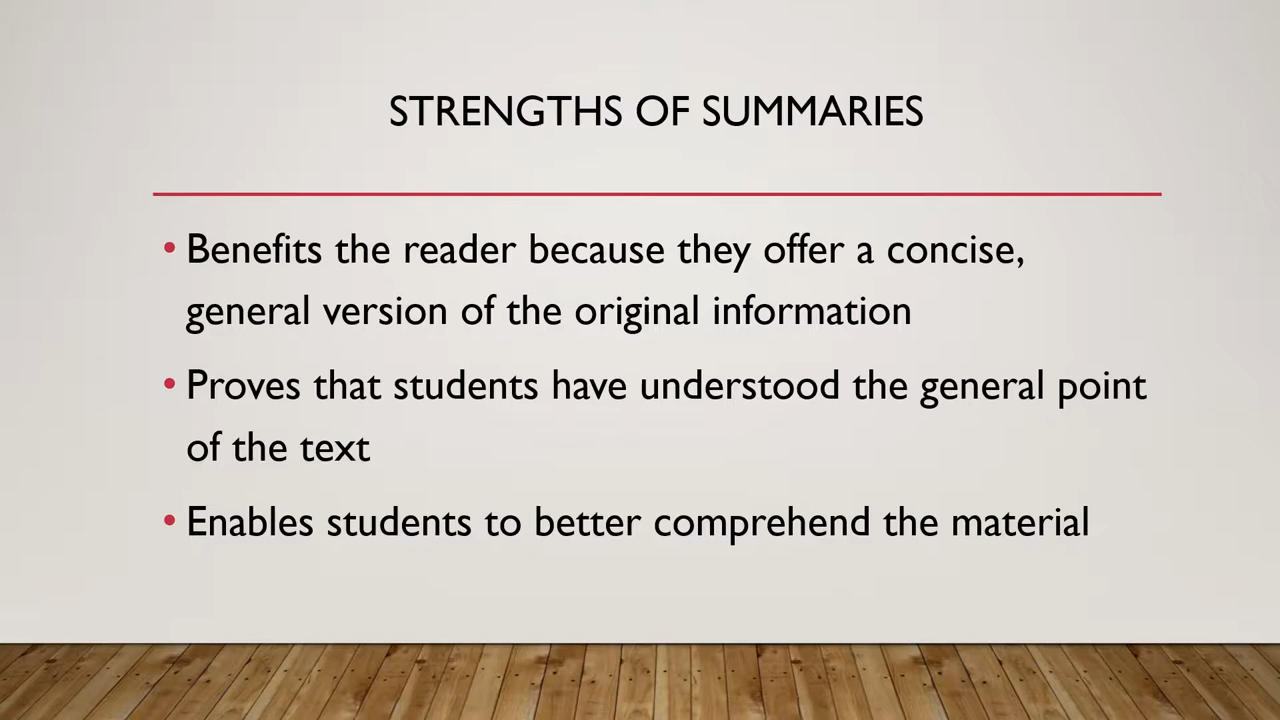 STRENGTHS OF SUMMARIES
• Benefits the reader because they offer a concise,
general version of the original information
• Proves that students have understood the general point
of the text
• Enables students to better comprehend the material